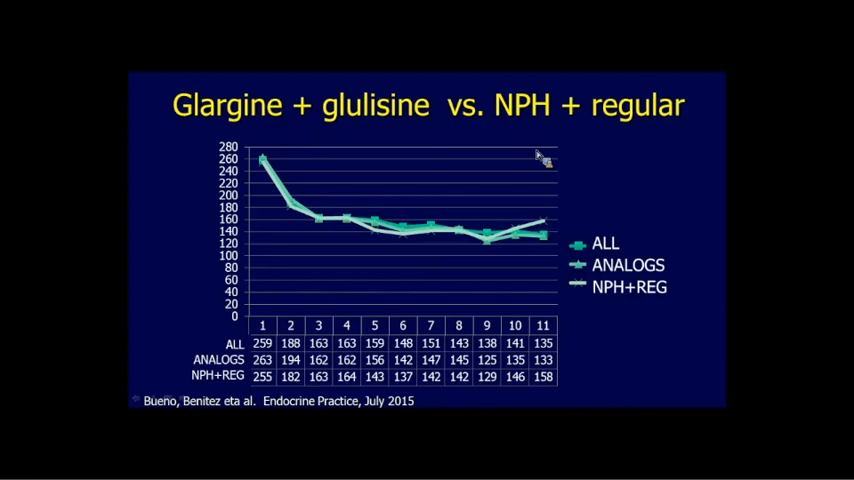 Glargine + glulisine vs. NPH + regular
280
260
240
220
200
180
160
140
120
100
80
60
40
20
0
1 2 3 4 5 6 7 8 9 10 11
ALL 259 188 163 163 159 148 151 143 138 141 135
ANALOGS 263 194 162 162 156 142 147 145 125 135 133
NPH+REG 255 182 163 164 143 137 142 142 129 146 158
ALL
ANALOGS
NPH+REG
Bueno, Benitez eta al. Endocrine Practice, July 2015